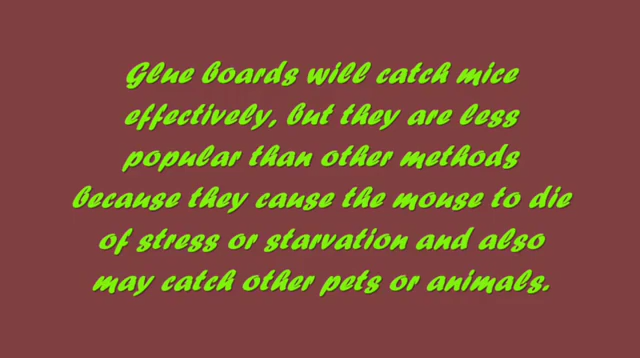 Glue boards will catch mice
effectively, but they are less
popular than other methods
because they cause the mouse to die
of stress or starvation and also
may catch other pets or animals.